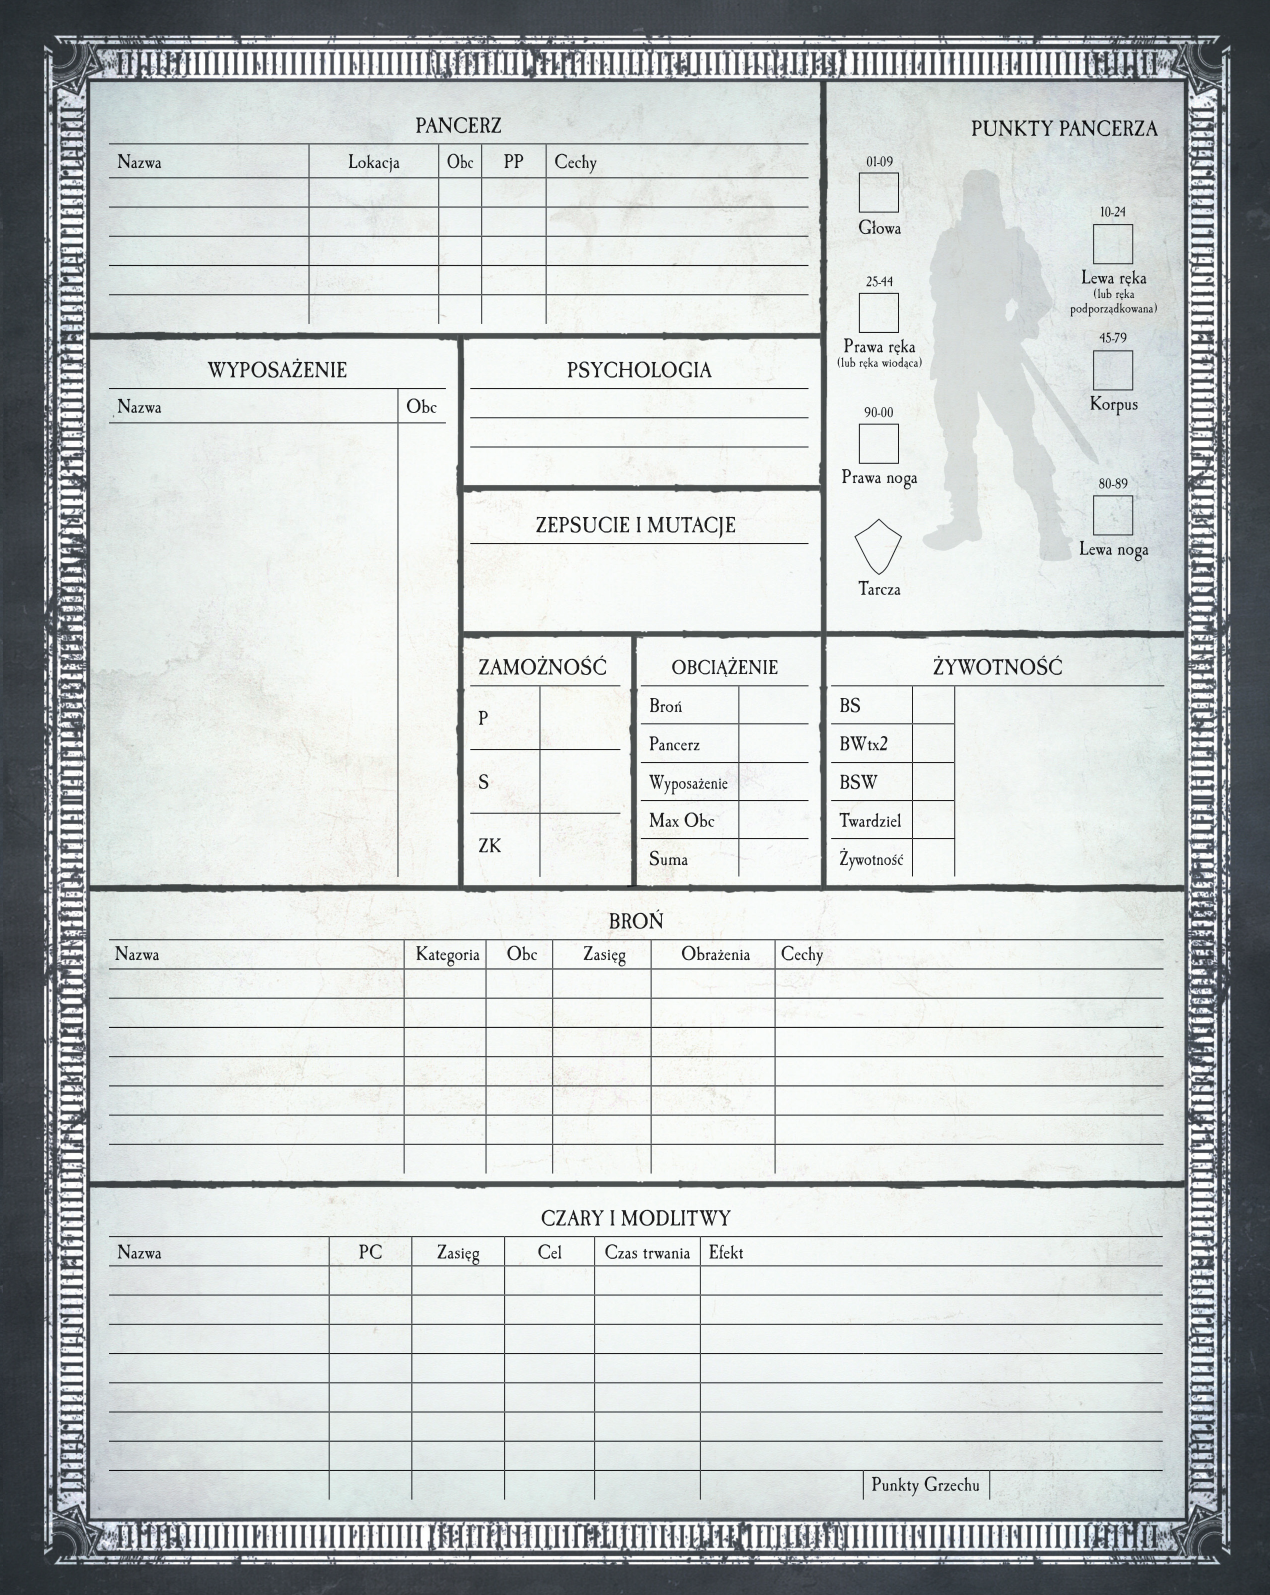 PANCERZ
Nazwa Lokacja Obc PP Cechy
PUNKTY PANCERZA
01-09
Głowa
10-24
Lewa ręka
(lub ręka
podporządkowana)
25-44
Prawa ręka
(lub ręka wiodąca)
45-79
Korpus
90-00
Prawa noga
80-89
Lewa noga
Tarcza
WYPOSAŻENIE
Nazwa Obc
PSYCHOLOGIA
ZEPSUCIE I MUTACJE
ZAMOŻNOŚĆ
P
S
ZK
OBCIĄŻENIE
Broń
Pancerz
Wyposażenie
Max Obc
Suma
ŻYWOTNOŚĆ
BS
BWtx2
BSW
Twardziel
Żywotność
BROŃ
Nazwa Kategoria Obc Zasięg Obrażenia Cechy
CZARY I MODLITWY
Nazwa PC Zasięg Cel Czas trwania Efekt
Punkty Grzechu